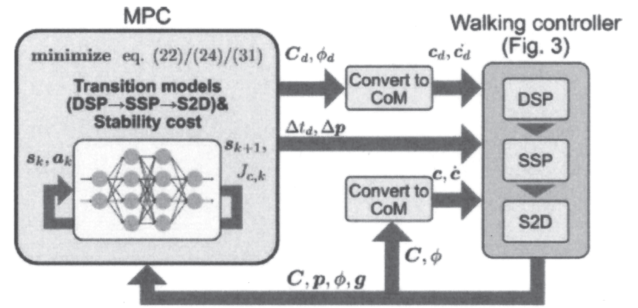 MPC
minimize eq. (22)/(24)/(31)
Transition models
(DSP→SSP→S2D)&
Stability cost
s_k, a_k
s_{k+1},
J_{c,k}
C_d, ϕ_d
Convert to
CoM
c_d, ċ_d
Δt_d, Δp
Convert to
CoM
c, ċ
C, ϕ
C, p, ϕ, g
Walking controller
(Fig. 3)
DSP
SSP
S2D